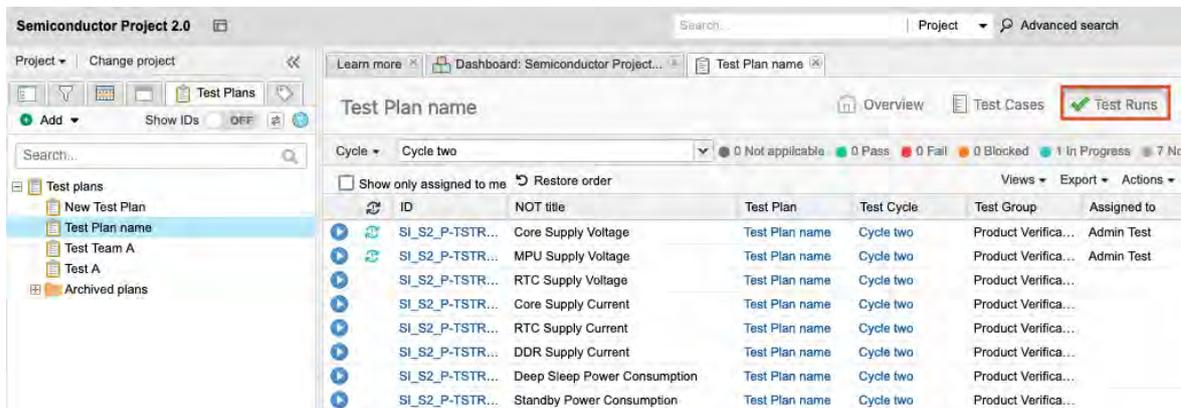 Semiconductor Project 2.0
Search... Project Advanced search
Project Change project
Learn more Dashboard: Semiconductor Project... Test Plan name
Test Plans
Add Show IDs OFF
Test Plan name Overview Test Cases Test Runs
Search...
Cycle Cycle two 0 Not applicable 0 Pass 0 Fail 0 Blocked 1 In Progress 7
Show only assigned to me Restore order Views Export Actions
Test plans
New Test Plan
Test Plan name
Test Team A
Test A
Archived plans
ID NOT title Test Plan Test Cycle Test Group Assigned to
SI_S2_P-TSTR... Core Supply Voltage Test Plan name Cycle two Product Verifica... Admin Test
SI_S2_P-TSTR... MPU Supply Voltage Test Plan name Cycle two Product Verifica... Admin Test
SI_S2_P-TSTR... RTC Supply Voltage Test Plan name Cycle two Product Verifica...
SI_S2_P-TSTR... Core Supply Current Test Plan name Cycle two Product Verifica...
SI_S2_P-TSTR... RTC Supply Current Test Plan name Cycle two Product Verifica...
SI_S2_P-TSTR... DDR Supply Current Test Plan name Cycle two Product Verifica...
SI_S2_P-TSTR... Deep Sleep Power Consumption Test Plan name Cycle two Product Verifica...
SI_S2_P-TSTR... Standby Power Consumption Test Plan name Cycle two Product Verifica...